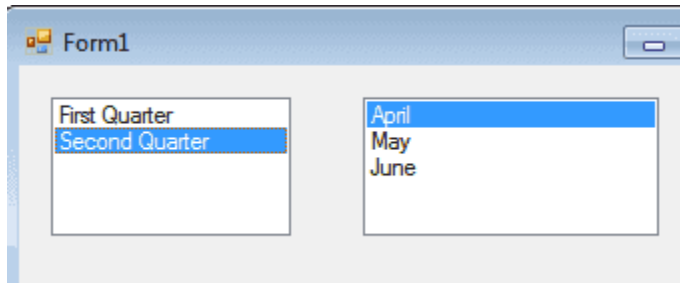 Form1
First Quarter
Second Quarter
April
May
June